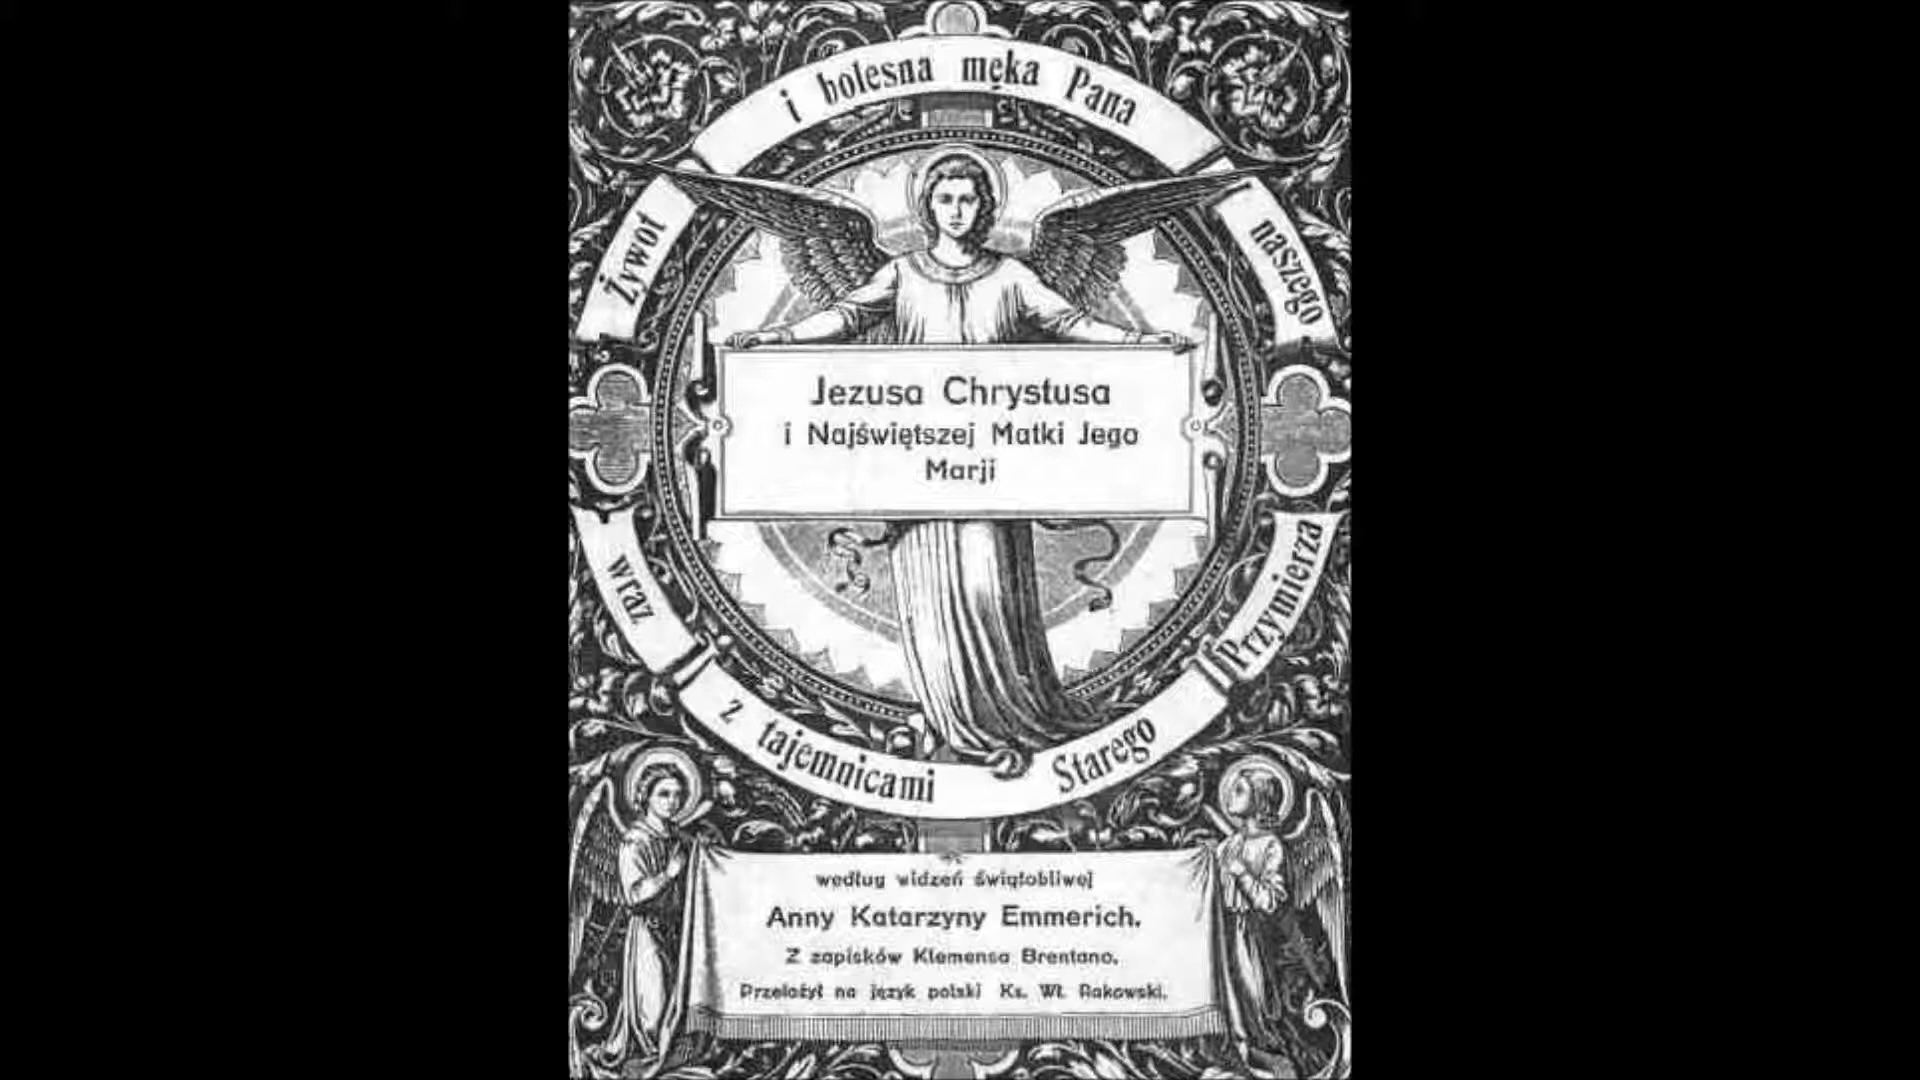 Żywot
i bolesna męka Pana
naszego
Jezusa Chrystusa
i Najświętszej Matki Jego
Marji
wraz
z tajemnicami
Starego
Przymierza
według widzeń świątobliwej
Anny Katarzyny Emmerich.
Z zapisków Klemensa Brentano.
Przełożył na język polski Ks. Wł. Rakowski.